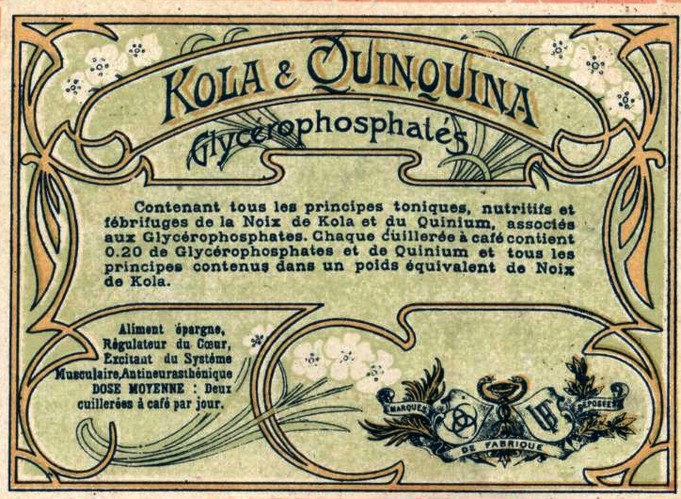 KOLA & QUINQUINA
Glycérophosphatés
Contenant tous les principes toniques, nutritifs et
fébrifuges de la Noix de Kola et du Quinium, associés
aux Glycérophosphates. Chaque cuillerée à café contient
0.20 de Glycérophosphates et de Quinium et tous les
principes contenus dans un poids équivalent de Noix
de Kola.
Aliment épargne,
Régulateur du Cœur,
Excitant du Système
Musculaire, Antineurasthénique
DOSE MOYENNE : Deux
cuillerées à café par jour.
MARQUES DÉPOSÉES
DE FABRIQUE